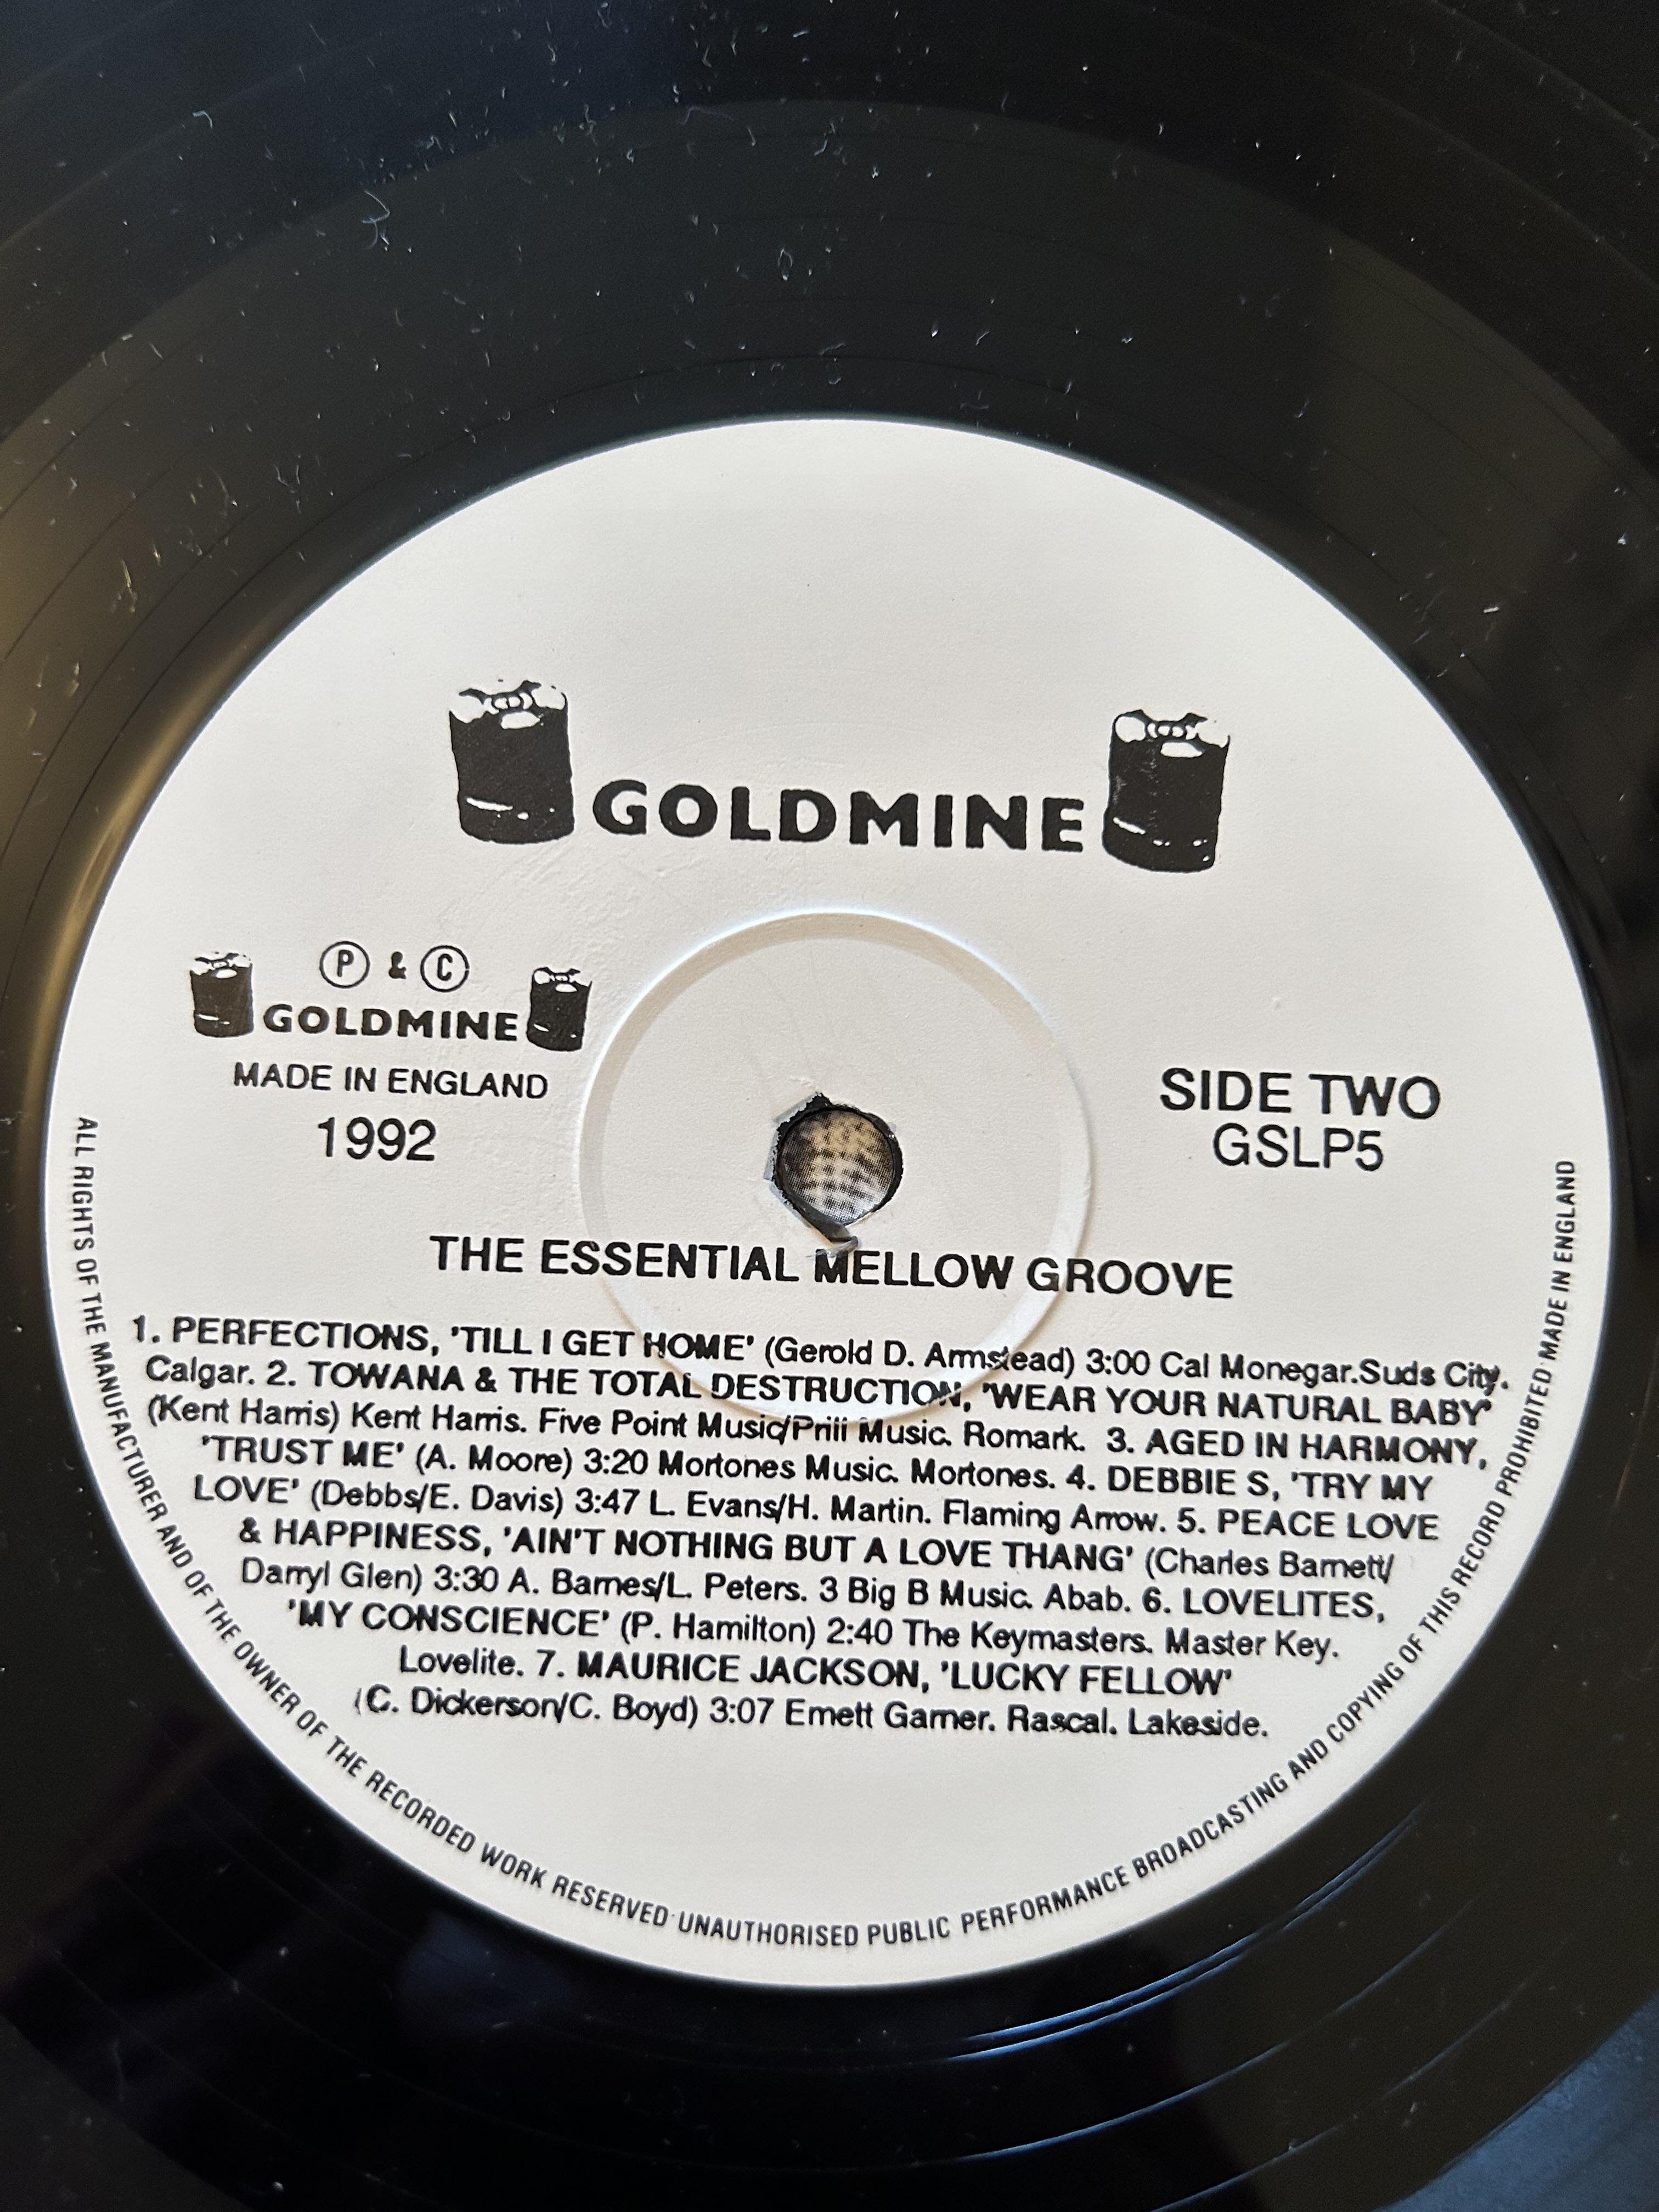 GOLDMINE
Ⓟ & Ⓒ
GOLDMINE
MADE IN ENGLAND
1992
SIDE TWO
GSLP5
THE ESSENTIAL MELLOW GROOVE
1. PERFECTIONS, 'TILL I GET HOME' (Gerold D. Armstead) 3:00 Cal Monegar.Suds City.
Calgar. 2. TOWANA & THE TOTAL DESTRUCTION, 'WEAR YOUR NATURAL BABY'
(Kent Harris) Kent Harris. Five Point Music/Prill Music. Romark. 3. AGED IN HARMONY,
'TRUST ME' (A. Moore) 3:20 Mortones Music. Mortones. 4. DEBBIE S, 'TRY MY
LOVE' (Debbs/E. Davis) 3:47 L. Evans/H. Martin. Flaming Arrow. 5. PEACE LOVE
& HAPPINESS, 'AIN'T NOTHING BUT A LOVE THANG' (Charles Barnett/
Darryl Glen) 3:30 A. Barnes/L. Peters. 3 Big B Music. Abab. 6. LOVELITES,
'MY CONSCIENCE' (P. Hamilton) 2:40 The Keymasters. Master Key.
Lovelite. 7. MAURICE JACKSON, 'LUCKY FELLOW'
(C. Dickerson/C. Boyd) 3:07 Emett Garner. Rascal. Lakeside.
ALL RIGHTS OF THE MANUFACTURER AND OF THE OWNER OF THE RECORDED WORK RESERVED·UNAUTHORISED PUBLIC PERFORMANCE BROADCASTING AND COPYING OF THIS RECORD PROHIBITED·MADE IN ENGLAND